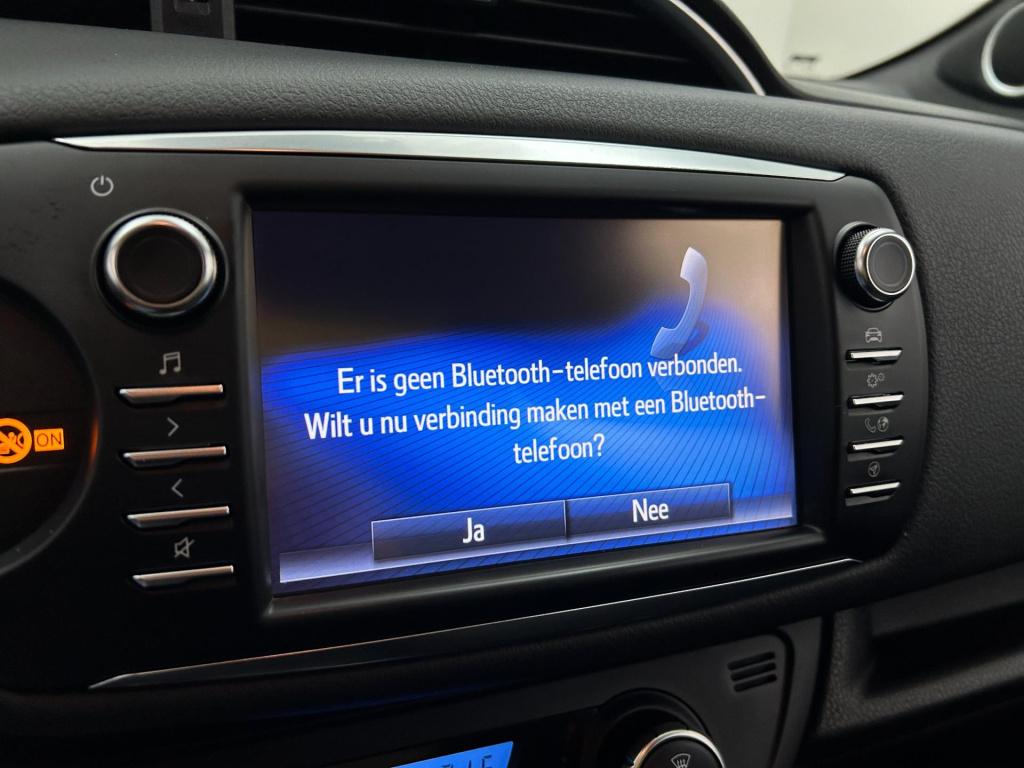 Er is geen Bluetooth-telefoon verbonden.
Wilt u nu verbinding maken met een Bluetooth-
telefoon?
Ja
Nee
ON